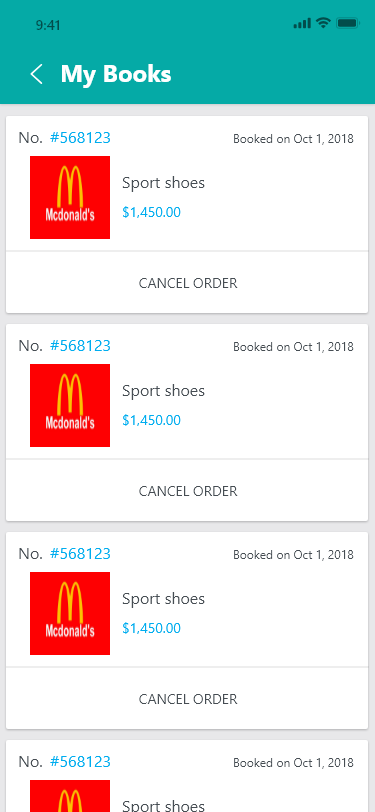 9:41
My Books
No. #568123 Booked on Oct 1, 2018
Mcdonald's
Sport shoes
$1,450.00
CANCEL ORDER
No. #568123 Booked on Oct 1, 2018
Mcdonald's
Sport shoes
$1,450.00
CANCEL ORDER
No. #568123 Booked on Oct 1, 2018
Mcdonald's
Sport shoes
$1,450.00
CANCEL ORDER
No. #568123 Booked on Oct 1, 2018
Sport shoes